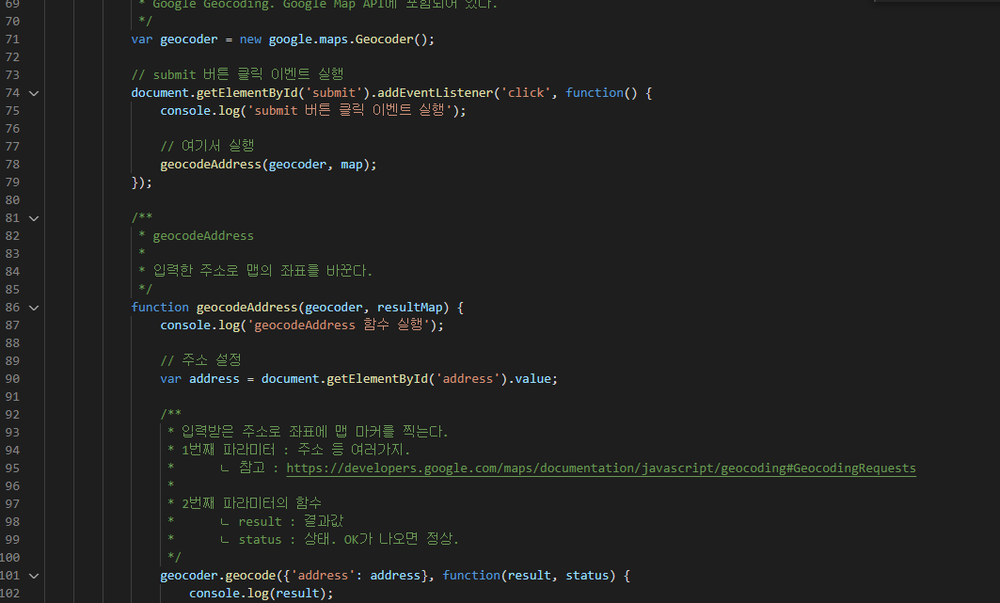 69 * Google Geocoding. Google Map API에 포함되어 있다.
70 */
71 var geocoder = new google.maps.Geocoder();
72
73 // submit 버튼 클릭 이벤트 실행
74 document.getElementById('submit').addEventListener('click', function() {
75 console.log('submit 버튼 클릭 이벤트 실행');
76
77 // 여기서 실행
78 geocodeAddress(geocoder, map);
79 });
80
81 /**
82 * geocodeAddress
83 *
84 * 입력한 주소로 맵의 좌표를 바꾼다.
85 */
86 function geocodeAddress(geocoder, resultMap) {
87 console.log('geocodeAddress 함수 실행');
88
89 // 주소 설정
90 var address = document.getElementById('address').value;
91
92 /**
93 * 입력받은 주소로 좌표에 맵 마커를 찍는다.
94 * 1번째 파라미터 : 주소 등 여러가지.
95 * ㄴ 참고 : https://developers.google.com/maps/documentation/javascript/geocoding#GeocodingRequests
96 *
97 * 2번째 파라미터의 함수
98 * ㄴ result : 결과값
99 * ㄴ status : 상태. OK가 나오면 정상.
100 */
101 geocoder.geocode({'address': address}, function(result, status) {
102 console.log(result);